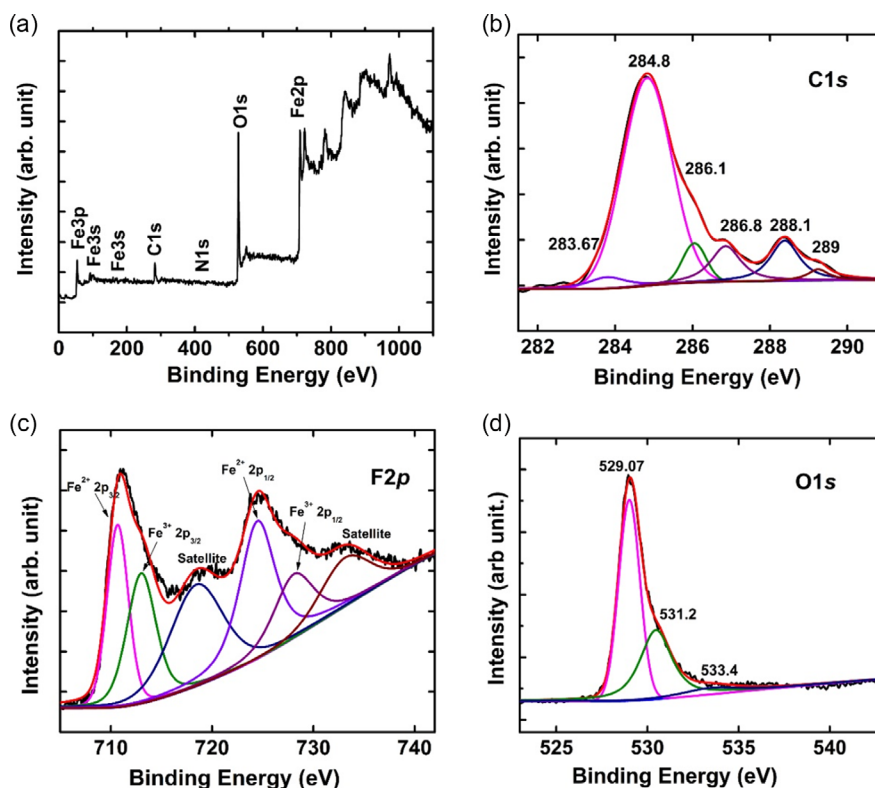 (a)
Intensity (arb. unit)
Fe3p
Fe3s
Fe3s
C1s
N1s
O1s
Fe2p
0 200 400 600 800 1000
Binding Energy (eV)
(b)
Intensity (arb. unit)
C1s
284.8
286.1
283.67
286.8
288.1
289
282 284 286 288 290
Binding Energy (eV)
(c)
Intensity (arb. unit)
F2p
Fe2+ 2p3/2
Fe3+ 2p3/2
Satellite
Fe2+ 2p1/2
Fe3+ 2p1/2
Satellite
710 720 730 740
Binding Energy (eV)
(d)
Intensity (arb unit.)
O1s
529.07
531.2
533.4
525 530 535 540
Binding Energy (eV)